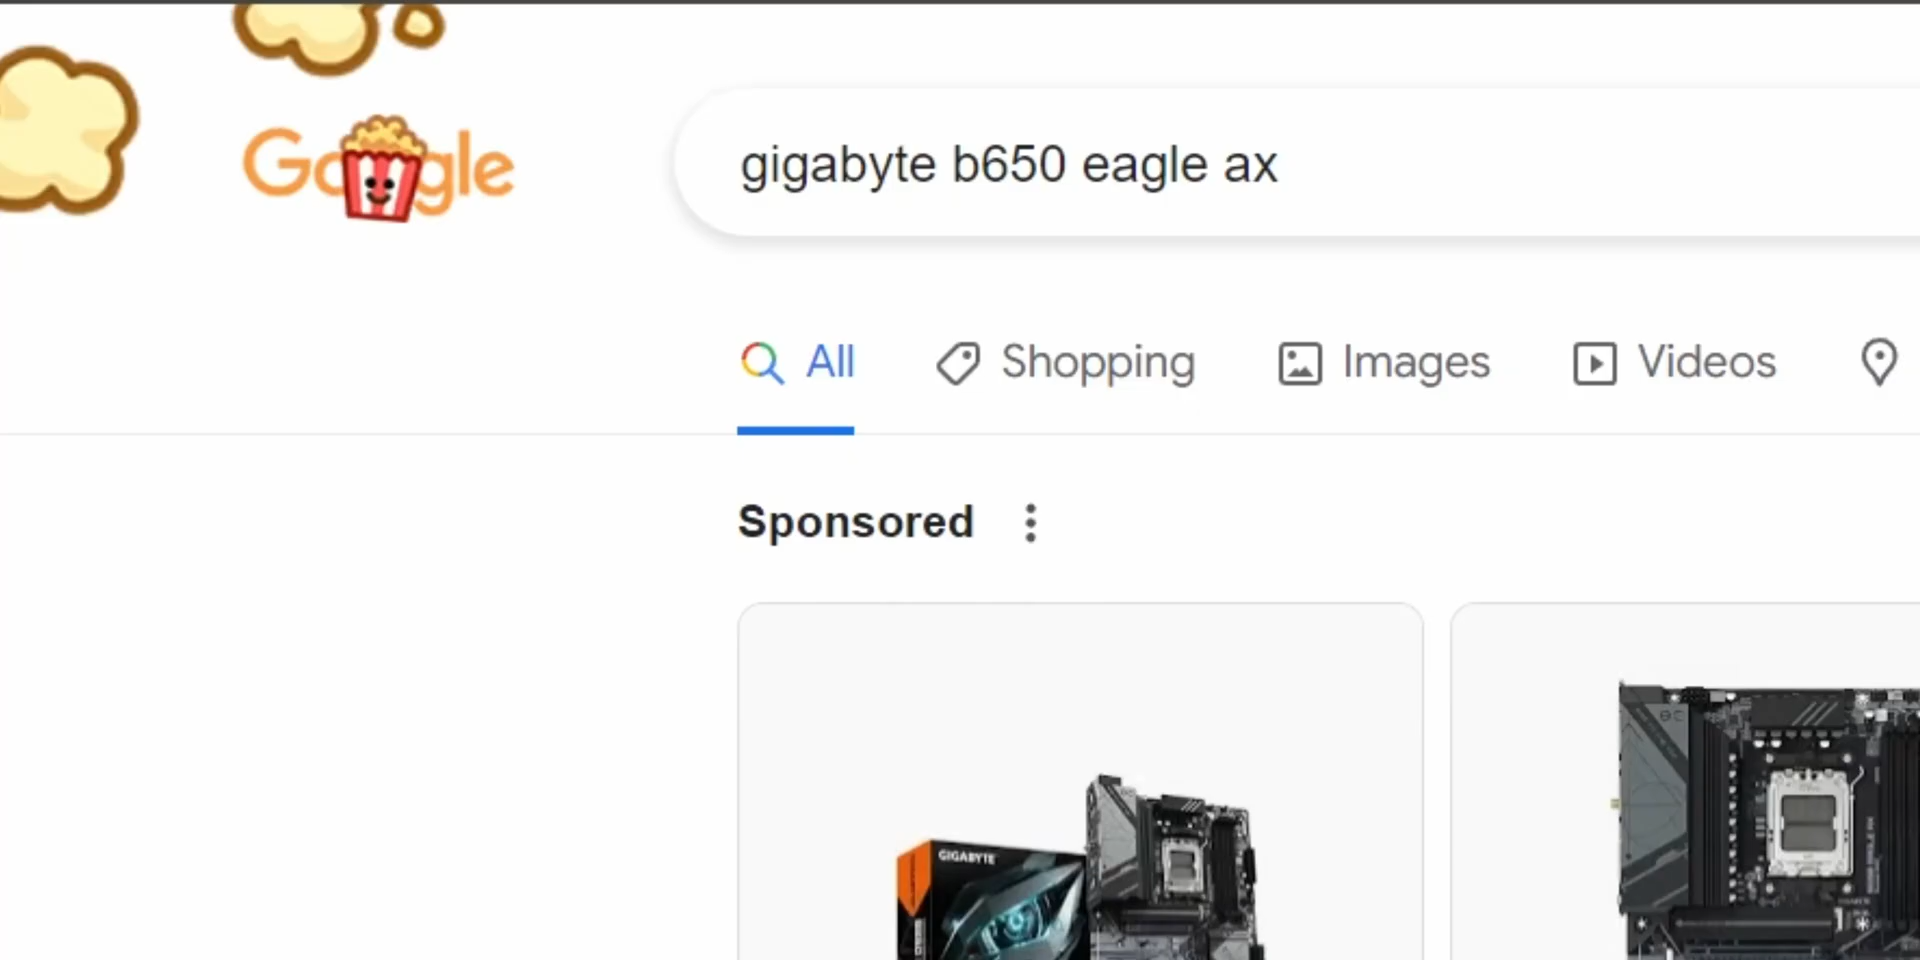 Google
gigabyte b650 eagle ax
All Shopping Images Videos
Sponsored
GIGABYTE